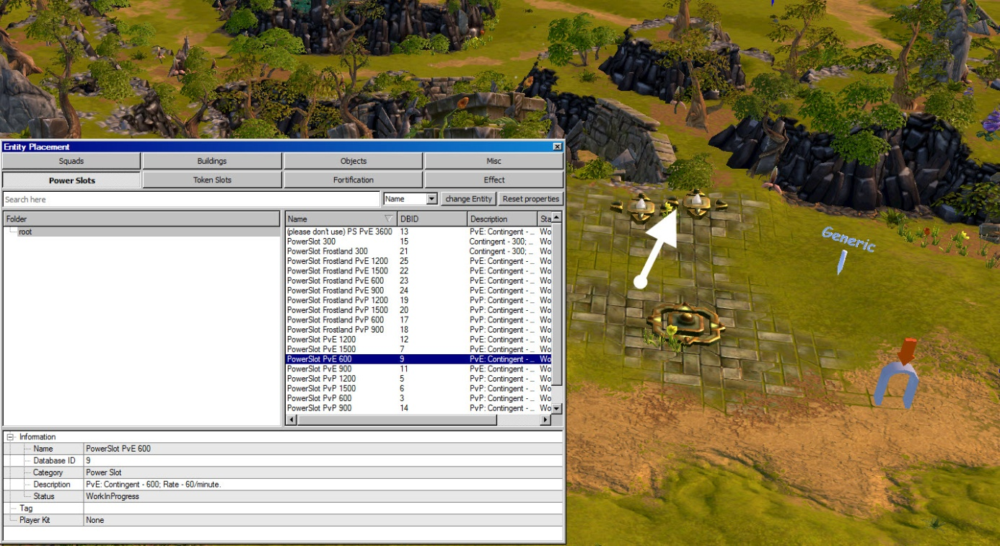 Entity Placement
Squads Buildings Objects Misc
Power Slots Token Slots Fortification Effect
Search here Name change Entity Reset properties
Folder
root
Name DBID Description Sta
(please don't use) PS PvE 3600 13 PvE: Contingent - ... Wo
PowerSlot 300 15 Contingent - 300; ... Wo
PowerSlot Frostland 300 21 Contingent - 300; ... Wo
PowerSlot Frostland PvE 1200 25 PvE: Contingent - ... Wo
PowerSlot Frostland PvE 1500 22 PvE: Contingent - ... Wo
PowerSlot Frostland PvE 600 23 PvE: Contingent - ... Wo
PowerSlot Frostland PvE 900 24 PvE: Contingent - ... Wo
PowerSlot Frostland PvP 1200 19 PvP: Contingent - ... Wo
PowerSlot Frostland PvP 1500 20 PvP: Contingent - ... Wo
PowerSlot Frostland PvP 600 17 PvP: Contingent - ... Wo
PowerSlot Frostland PvP 900 18 PvP: Contingent - ... Wo
PowerSlot PvE 1200 12 PvE: Contingent - ... Wo
PowerSlot PvE 1500 7 PvE: Contingent - ... Wo
PowerSlot PvE 600 9 PvE: Contingent - ... Wo
PowerSlot PvE 900 11 PvE: Contingent - ... Wo
PowerSlot PvP 1200 5 PvP: Contingent - ... Wo
PowerSlot PvP 1500 6 PvP: Contingent - ... Wo
PowerSlot PvP 600 3 PvP: Contingent - ... Wo
PowerSlot PvP 900 14 PvP: Contingent - ... Wo
Information
Name PowerSlot PvE 600
Database ID 9
Category Power Slot
Description PvE: Contingent - 600; Rate - 60/minute.
Status WorkInProgress
Tag
Player Kit None
Generic